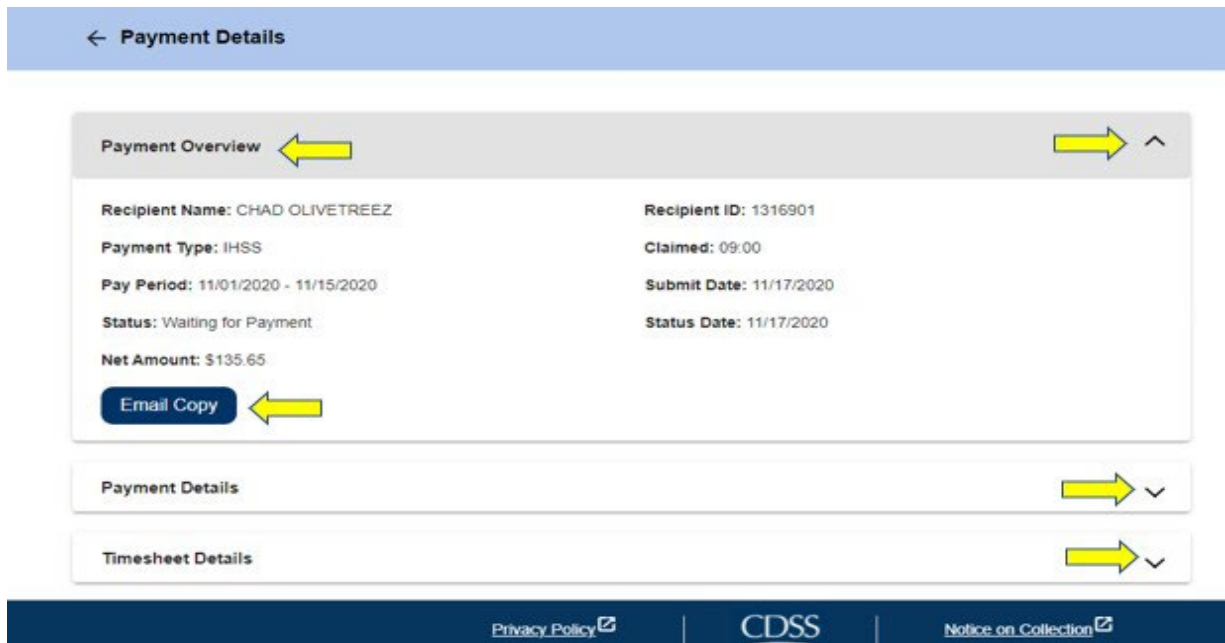 Payment Details
Payment Overview
Recipient Name: CHAD OLIVETREEZ
Recipient ID: 1316901
Payment Type: IHSS
Claimed: 09:00
Pay Period: 11/01/2020 - 11/15/2020
Submit Date: 11/17/2020
Status: Waiting for Payment
Status Date: 11/17/2020
Net Amount: $135.65
Email Copy
Payment Details
Timesheet Details
Privacy Policy | CDSS | Notice on Collection